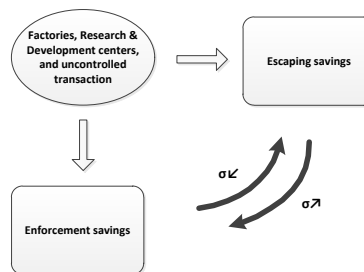 Factories, Research &
Development centers,
and uncontrolled
transaction
Escaping savings
σ↙
σ↗
Enforcement savings